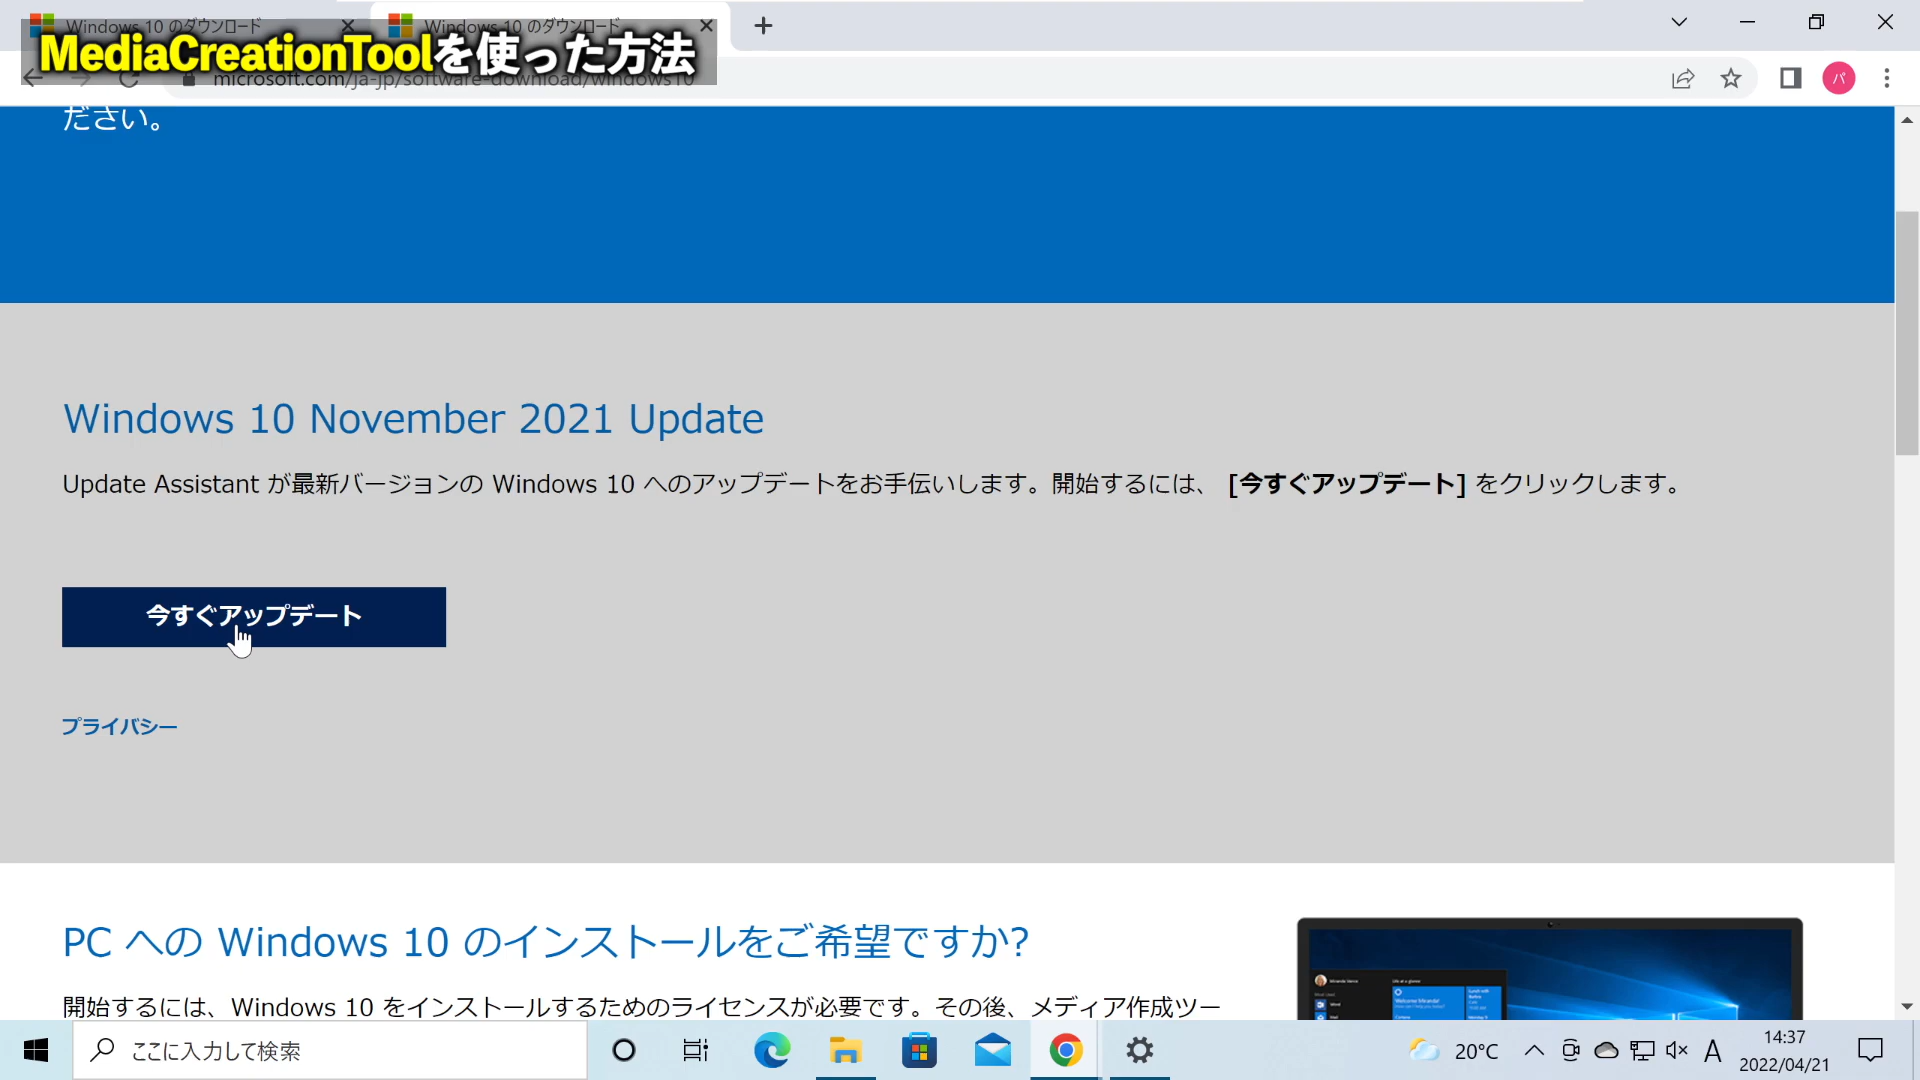 Windows 10 のダウンロード
Windows 10 のダウンロード
MediaCreationToolを使った方法
microsoft.com/ja-jp/software-download/windows10
パ
ださい。
Windows 10 November 2021 Update
Update Assistant が最新バージョンの Windows 10 へのアップデートをお手伝いします。開始するには、 [今すぐアップデート] をクリックします。
今すぐアップデート
プライバシー
PC への Windows 10 のインストールをご希望ですか?
開始するには、Windows 10 をインストールするためのライセンスが必要です。その後、メディア作成ツー
Life at a glance
ここに入力して検索
20°C
A
14:37
2022/04/21